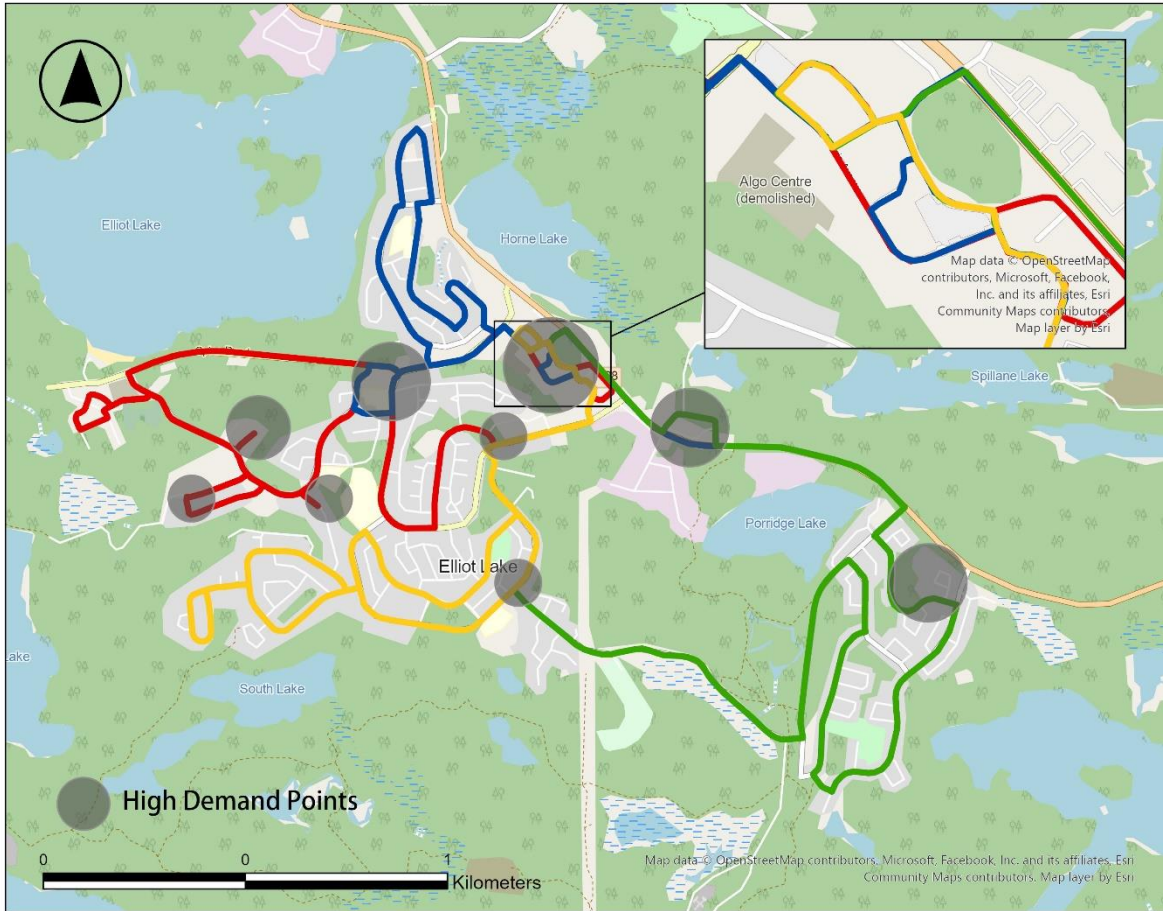 Elliot Lake
Horne Lake
Algo Centre
(demolished)
Map data © OpenStreetMap
contributors, Microsoft, Facebook,
Inc. and its affiliates, Esri
Community Maps contributors,
Map layer by Esri
Spillane Lake
Porridge Lake
Elliot Lake
Lake
South Lake
High Demand Points
0 0 1
Kilometers
Map data © OpenStreetMap contributors, Microsoft, Facebook, Inc. and its affiliates, Esri
Community Maps contributors, Map layer by Esri